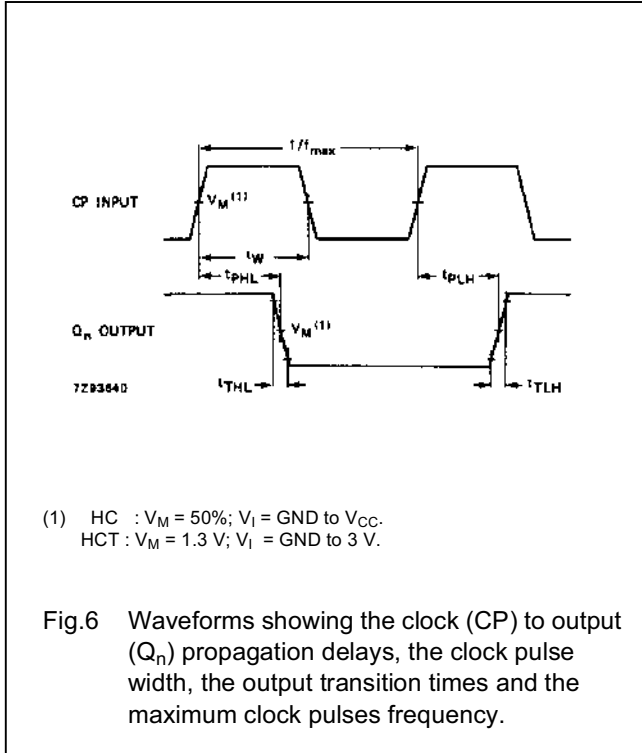 1/fmax
CP INPUT
VM(1)
tW
tPHL
tPLH
Qn OUTPUT
VM(1)
7Z93640
tTHL
tTLH
(1) HC : VM = 50%; VI = GND to VCC.
HCT : VM = 1.3 V; VI = GND to 3 V.
Fig.6 Waveforms showing the clock (CP) to output
(Qn) propagation delays, the clock pulse
width, the output transition times and the
maximum clock pulses frequency.